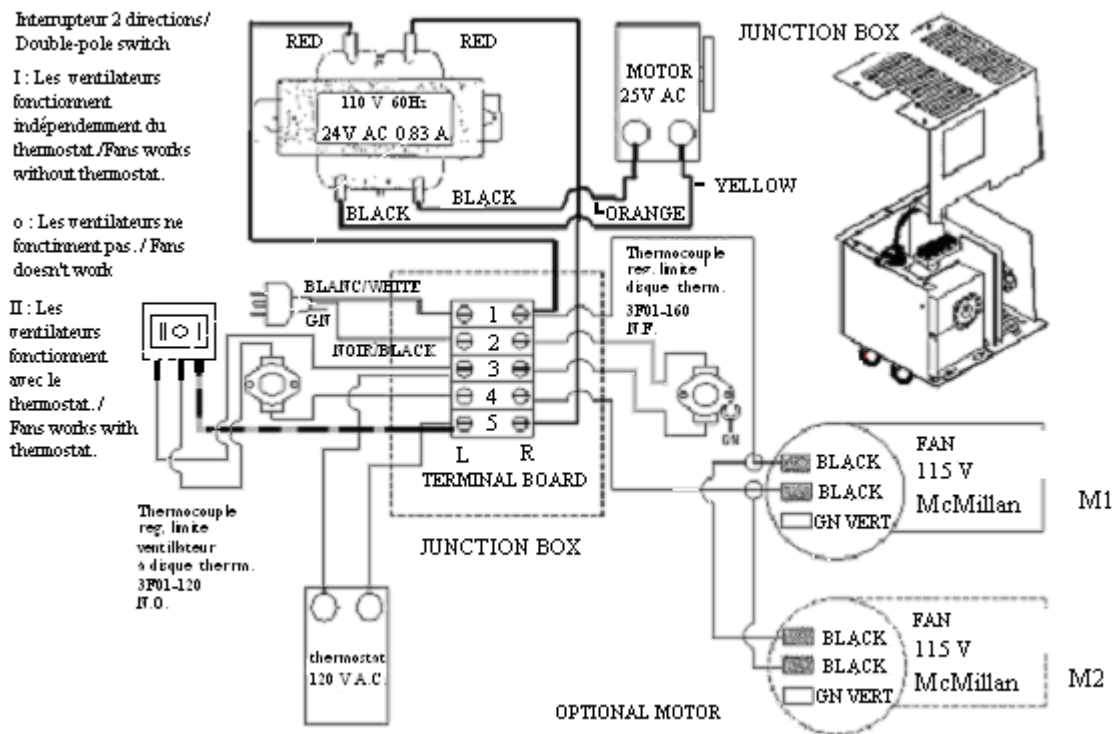 Interrupteur 2 directions/
Double-pole switch
I : Les ventilateurs
fonctionnent
indépendemment du
thermostat./Fans works
without thermostat.
o : Les ventilateurs ne
fonctinnent pas. / Fans
doesn't work
II : Les
ventilateurs
fonctionnent
avec le
thermostat. /
Fans works with
thermostat.
RED
RED
110 V 60Hz
24V AC 0.83 A.
BLACK
BLACK
MOTOR
25V AC
YELLOW
ORANGE
JUNCTION BOX
BLANC/WHITE
GN
NOIR/BLACK
II O I
1
2
3
4
5
L R
TERMINAL BOARD
JUNCTION BOX
Thermocouple
reg. limite
disque therm.
3F01-160
N.F.
GN
Thermocouple
reg. limite
ventilateur
à disque therm.
3F01-120
N.O.
thermostat
120 V A.C.
BLACK
BLACK
GN VERT
FAN
115 V
McMillan
M1
BLACK
BLACK
GN VERT
FAN
115 V
McMillan
M2
OPTIONAL MOTOR